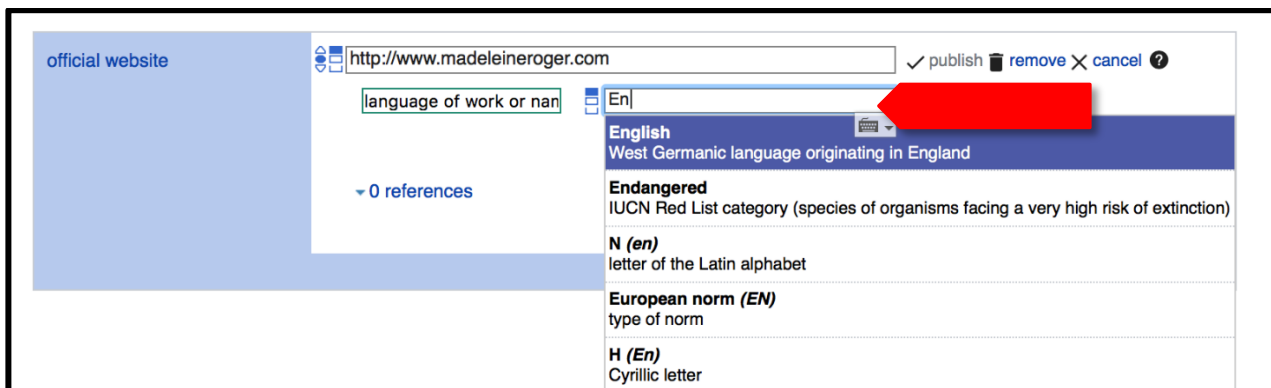 official website
http://www.madeleineroger.com
publish remove cancel ?
language of work or nan
En
English
West Germanic language originating in England
0 references
Endangered
IUCN Red List category (species of organisms facing a very high risk of extinction)
N (en)
letter of the Latin alphabet
European norm (EN)
type of norm
H (En)
Cyrillic letter